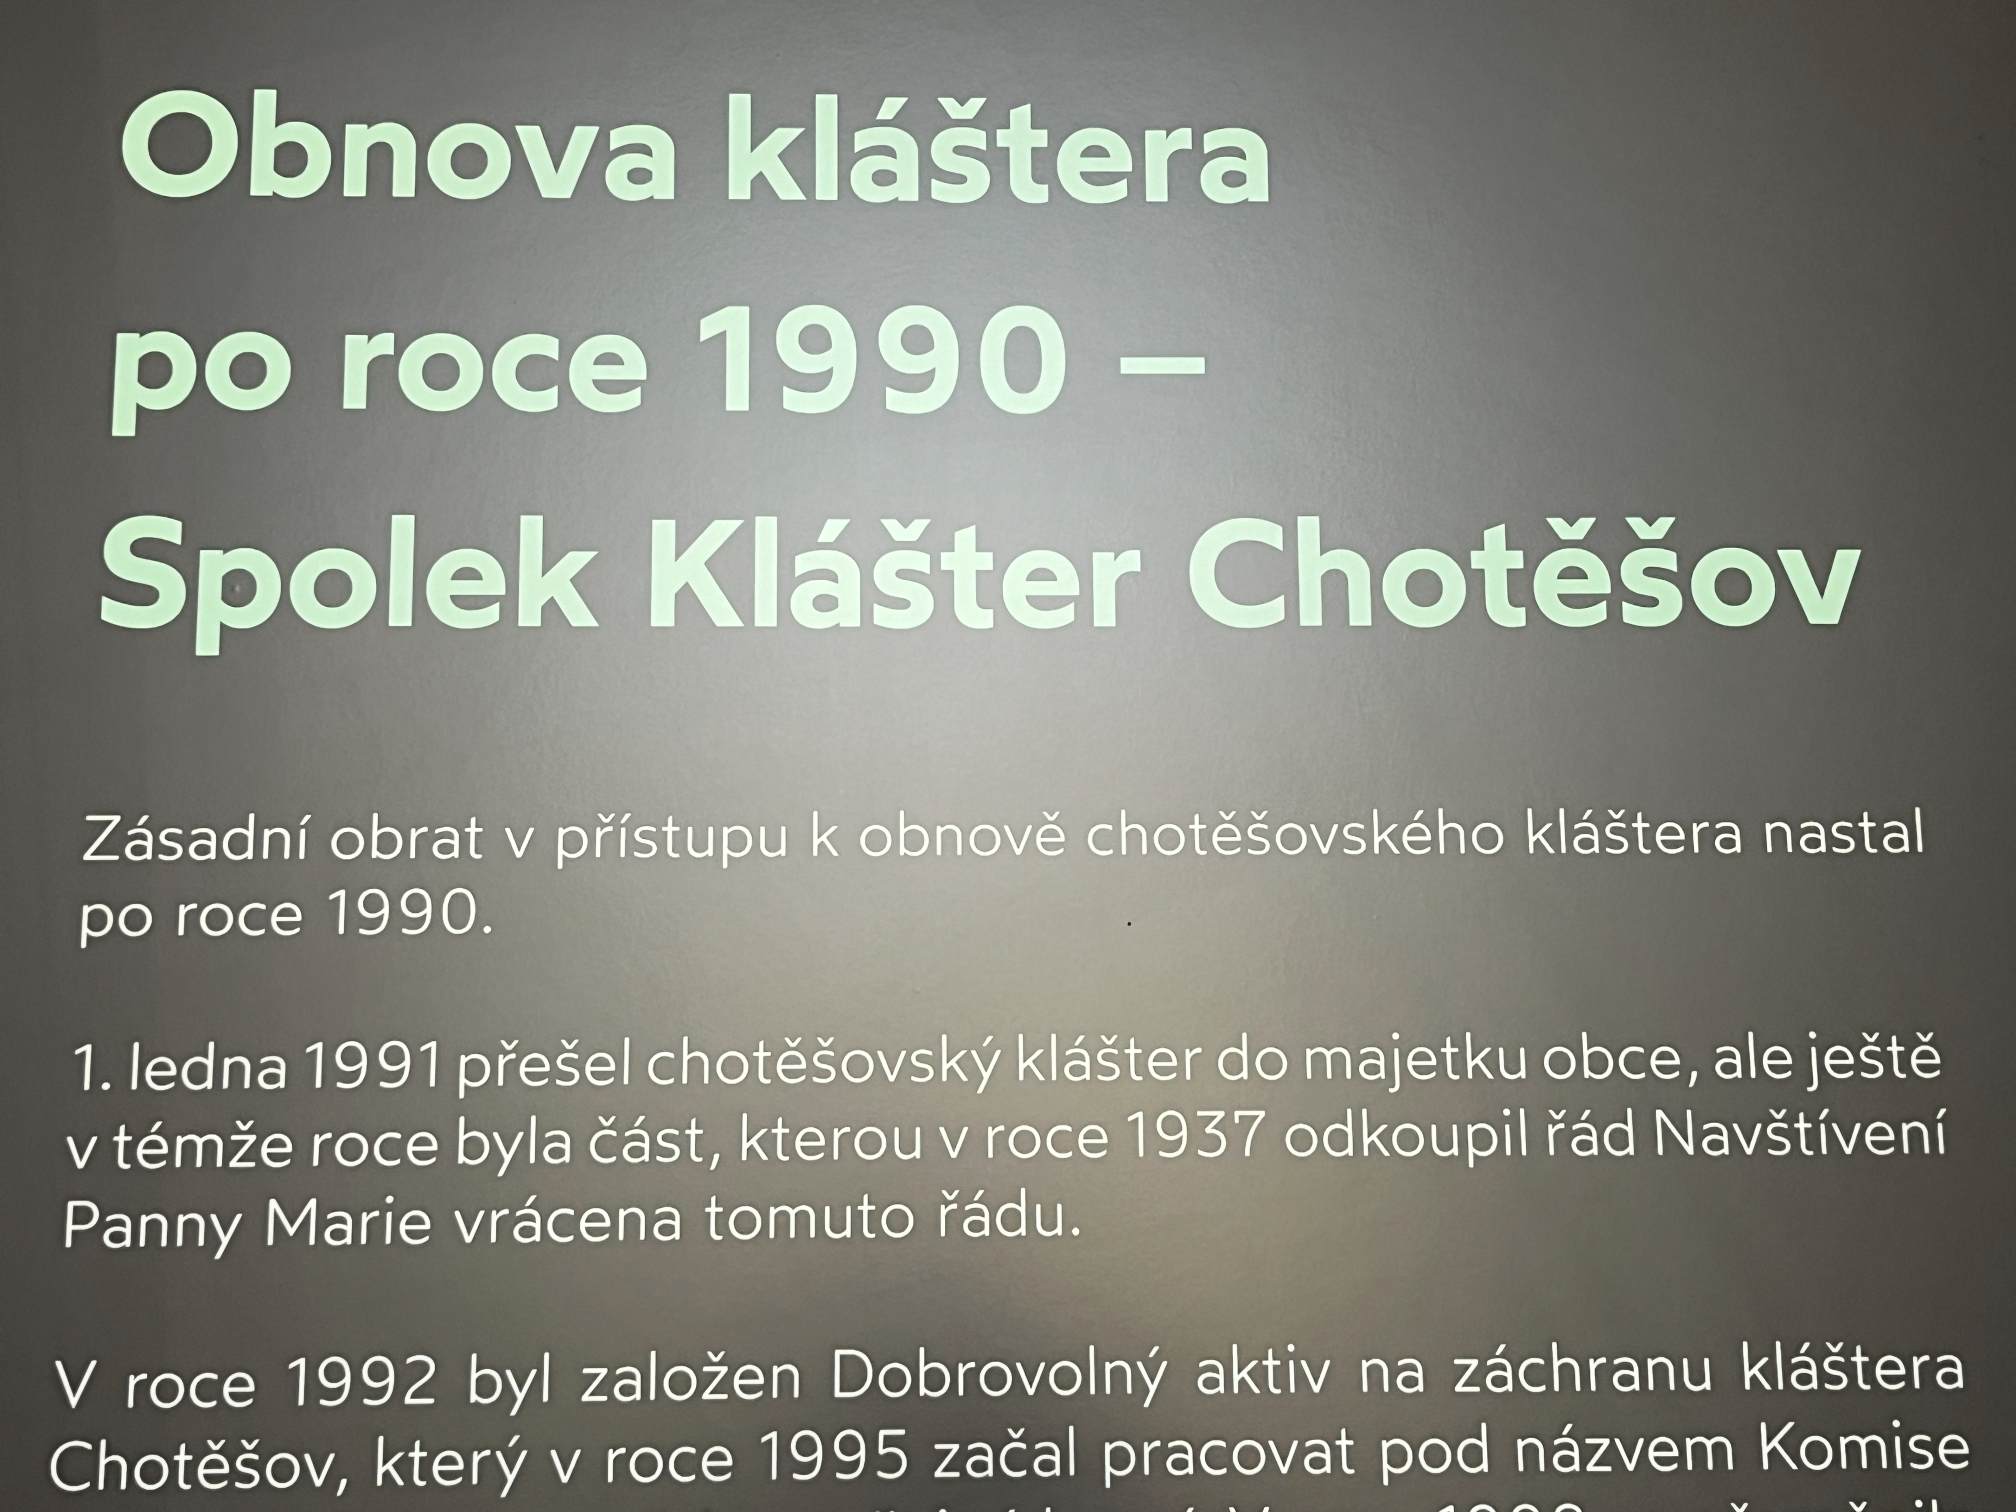 Obnova kláštera
po roce 1990 –
Spolek Klášter Chotěšov
Zásadní obrat v přístupu k obnově chotěšovského kláštera nastal
po roce 1990.
1. ledna 1991 přešel chotěšovský klášter do majetku obce, ale ještě
v témže roce byla část, kterou v roce 1937 odkoupil řád Navštívení
Panny Marie vrácena tomuto řádu.
V roce 1992 byl založen Dobrovolný aktiv na záchranu kláštera
Chotěšov, který v roce 1995 začal pracovat pod názvem Komise